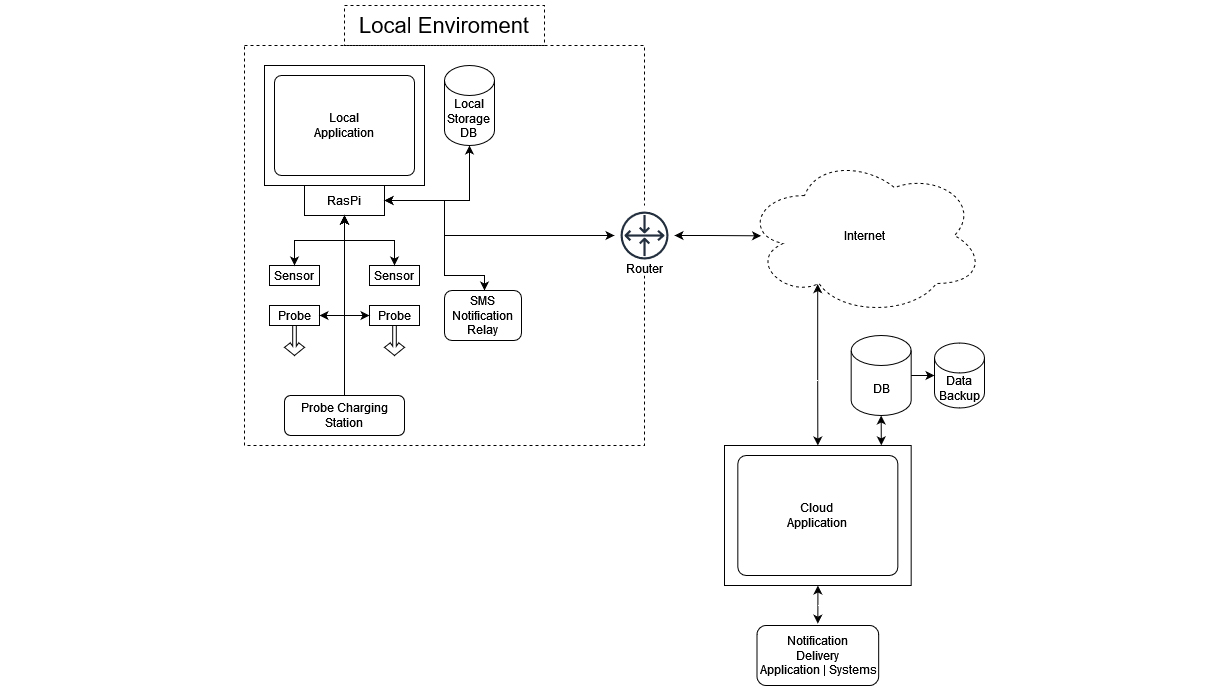 Local Enviroment
Local
Application
Local
Storage
DB
RasPi
Sensor
Sensor
Probe
Probe
SMS
Notification
Relay
Probe Charging
Station
Router
Internet
DB
Data
Backup
Cloud
Application
Notification
Delivery
Application | Systems